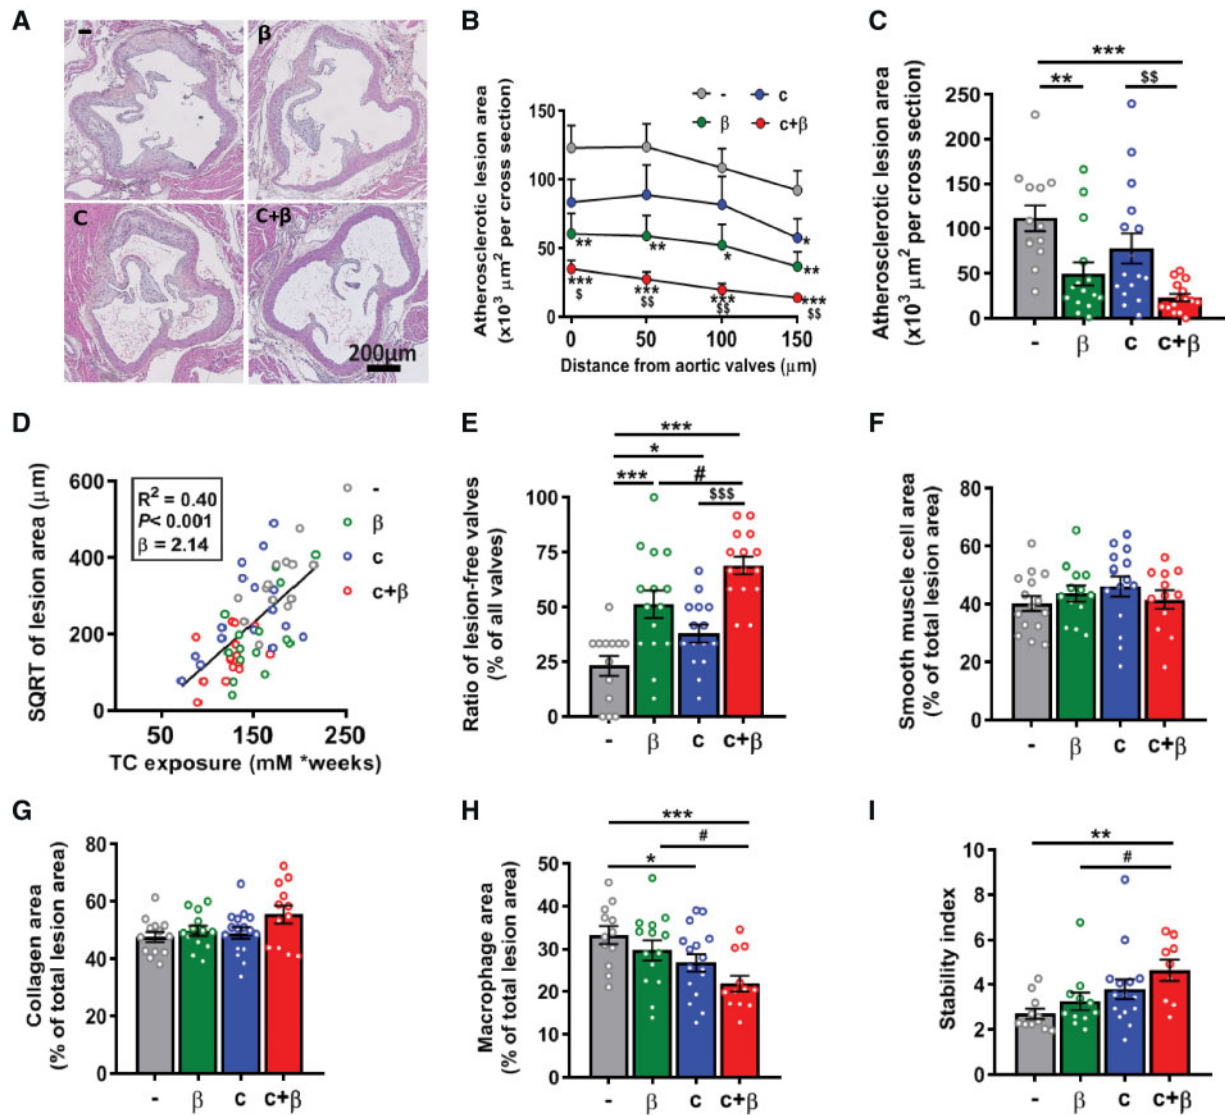 A
-
β
C
C+β
200μm
B
Atherosclerotic lesion area
(x10³ μm² per cross section)
- c
β c+β
150
100
50
0
** ** * * **
*** *** *** ***
$ $$ $$ $$
0 50 100 150
Distance from aortic valves (μm)
C
Atherosclerotic lesion area
(x10³ μm² per cross section)
***
** $$
250
200
150
100
50
0
- β c c+β
D
SQRT of lesion area (μm)
R² = 0.40
P< 0.001
β = 2.14
-
β
c
c+β
600
400
200
0
50 150 250
TC exposure (mM *weeks)
E
Ratio of lesion-free valves
(% of all valves)
***
*
*** #
$$$
100
75
50
25
0
- β c c+β
F
Smooth muscle cell area
(% of total lesion area)
80
60
40
20
0
- β c c+β
G
Collagen area
(% of total lesion area)
80
60
40
20
0
- β c c+β
H
Macrophage area
(% of total lesion area)
***
#
*
50
40
30
20
10
0
- β c c+β
I
Stability index
**
#
10
8
6
4
2
0
- β c c+β